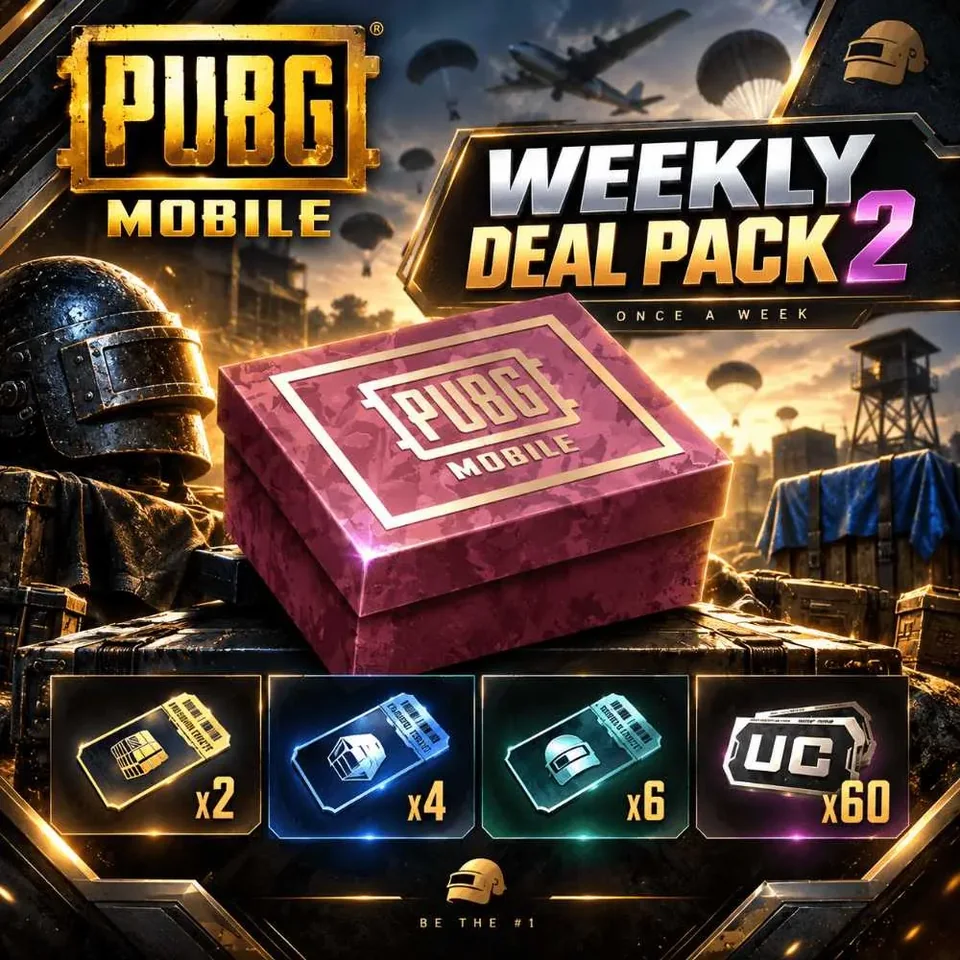 PUBG®
MOBILE
WEEKLY
DEAL PACK 2
ONCE A WEEK
PUBG
MOBILE
x2
x4
x6
UC
x60
BE THE #1